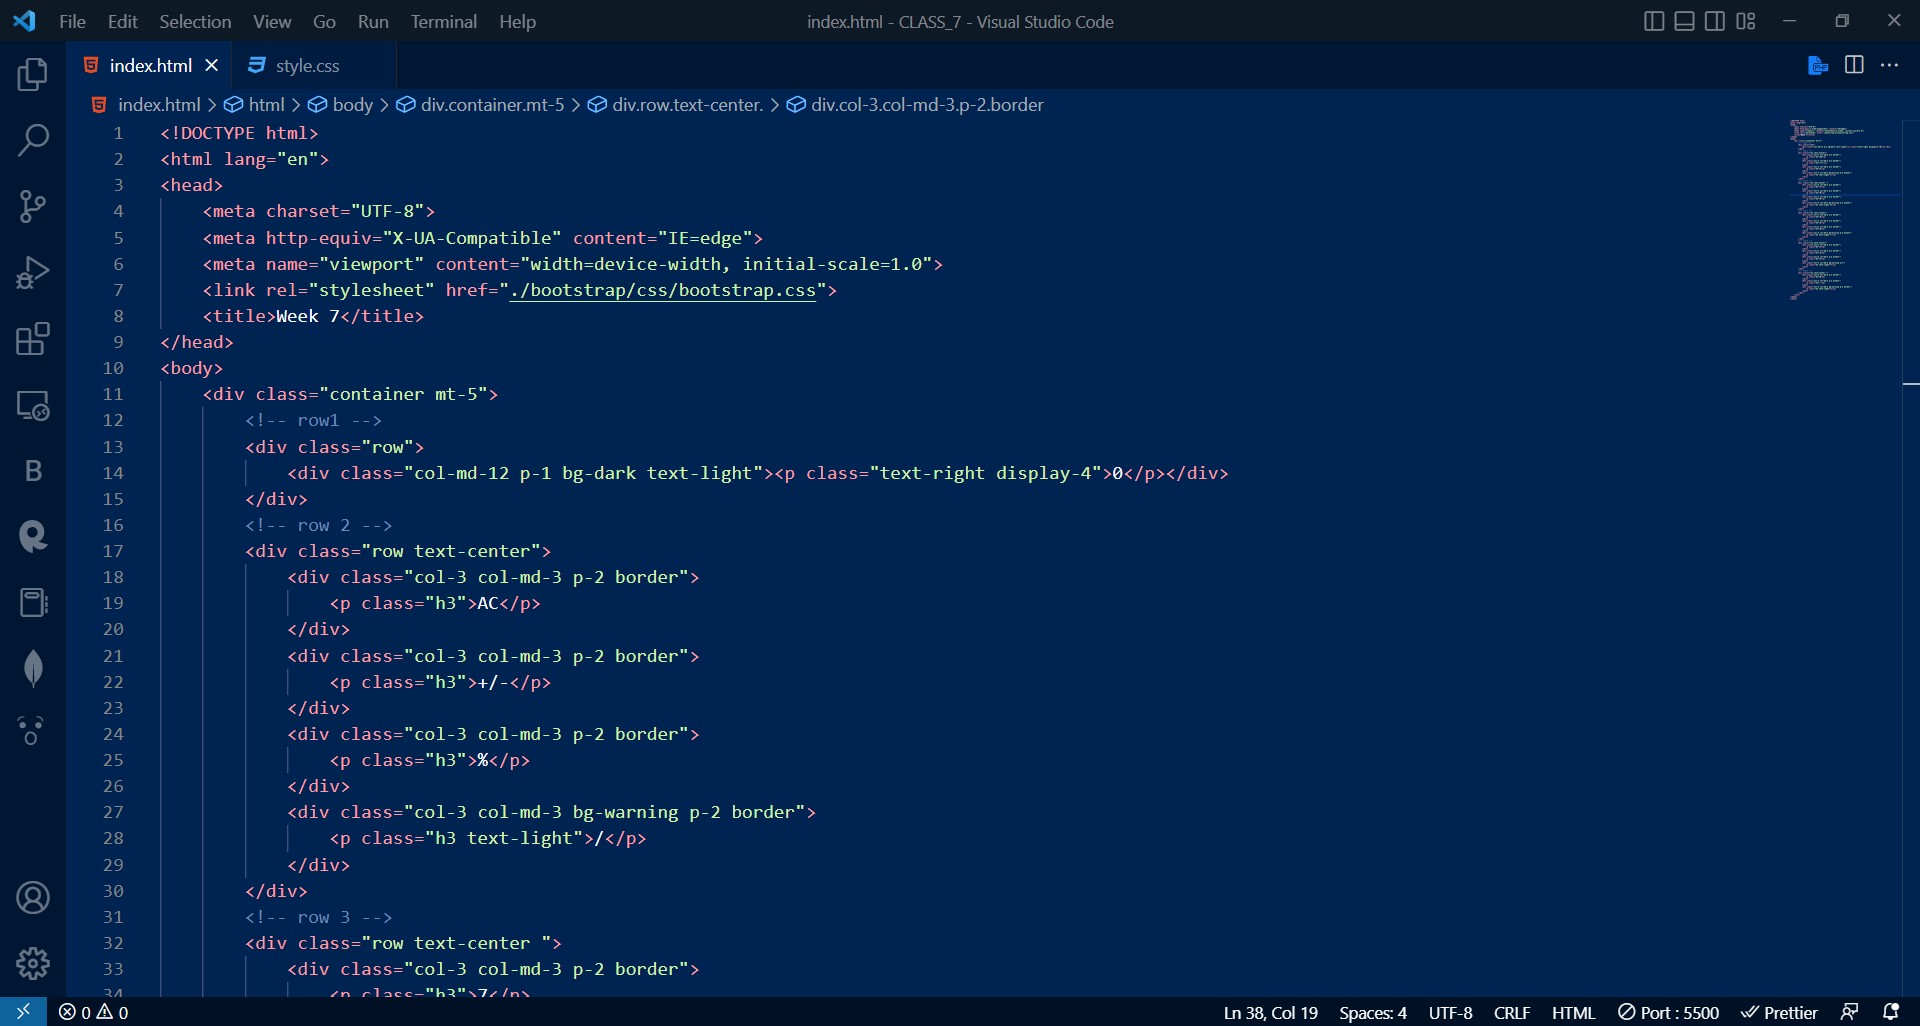 File Edit Selection View Go Run Terminal Help index.html - CLASS_7 - Visual Studio Code
index.html style.css
index.html > html > body > div.container.mt-5 > div.row.text-center. > div.col-3.col-md-3.p-2.border
1 <!DOCTYPE html>
2 <html lang="en">
3 <head>
4 <meta charset="UTF-8">
5 <meta http-equiv="X-UA-Compatible" content="IE=edge">
6 <meta name="viewport" content="width=device-width, initial-scale=1.0">
7 <link rel="stylesheet" href="./bootstrap/css/bootstrap.css">
8 <title>Week 7</title>
9 </head>
10 <body>
11 <div class="container mt-5">
12 <!-- row1 -->
13 <div class="row">
14 <div class="col-md-12 p-1 bg-dark text-light"><p class="text-right display-4">0</p></div>
15 </div>
16 <!-- row 2 -->
17 <div class="row text-center">
18 <div class="col-3 col-md-3 p-2 border">
19 <p class="h3">AC</p>
20 </div>
21 <div class="col-3 col-md-3 p-2 border">
22 <p class="h3">+/-</p>
23 </div>
24 <div class="col-3 col-md-3 p-2 border">
25 <p class="h3">%</p>
26 </div>
27 <div class="col-3 col-md-3 bg-warning p-2 border">
28 <p class="h3 text-light">/</p>
29 </div>
30 </div>
31 <!-- row 3 -->
32 <div class="row text-center ">
33 <div class="col-3 col-md-3 p-2 border">
34 <p class="h3">7</p>
0 0 Ln 38, Col 19 Spaces: 4 UTF-8 CRLF HTML Port : 5500 Prettier